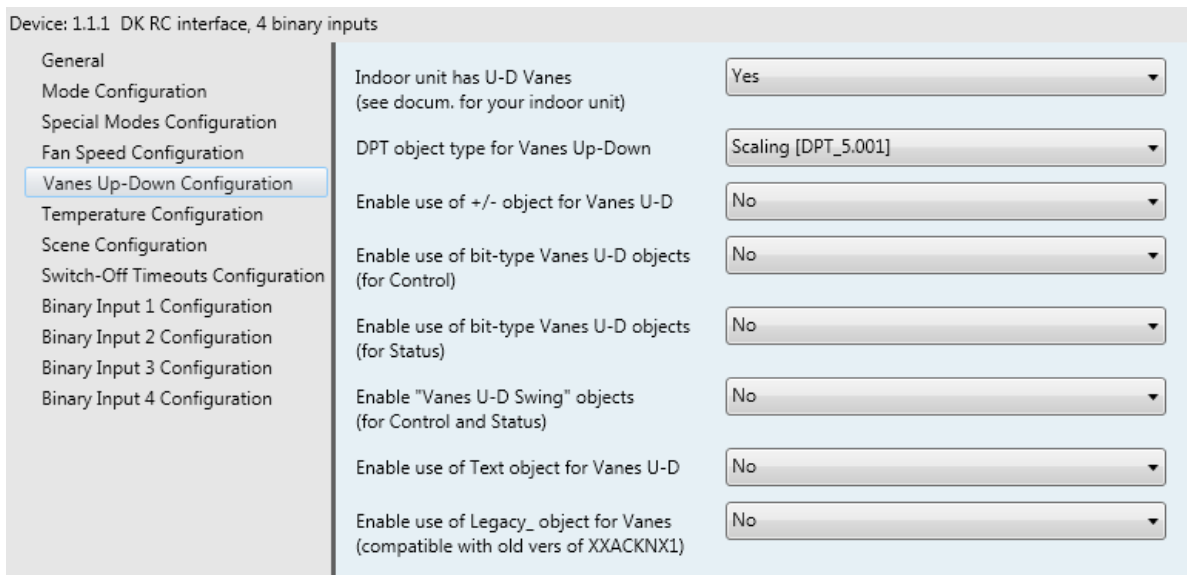 Device: 1.1.1  DK RC interface, 4 binary inputs
General
Mode Configuration
Special Modes Configuration
Fan Speed Configuration
Vanes Up-Down Configuration
Temperature Configuration
Scene Configuration
Switch-Off Timeouts Configuration
Binary Input 1 Configuration
Binary Input 2 Configuration
Binary Input 3 Configuration
Binary Input 4 Configuration
Indoor unit has U-D Vanes
(see docum. for your indoor unit)
Yes
DPT object type for Vanes Up-Down
Scaling [DPT_5.001]
Enable use of +/- object for Vanes U-D
No
Enable use of bit-type Vanes U-D objects
(for Control)
No
Enable use of bit-type Vanes U-D objects
(for Status)
No
Enable "Vanes U-D Swing" objects
(for Control and Status)
No
Enable use of Text object for Vanes U-D
No
Enable use of Legacy_ object for Vanes
(compatible with old vers of XXACKNX1)
No